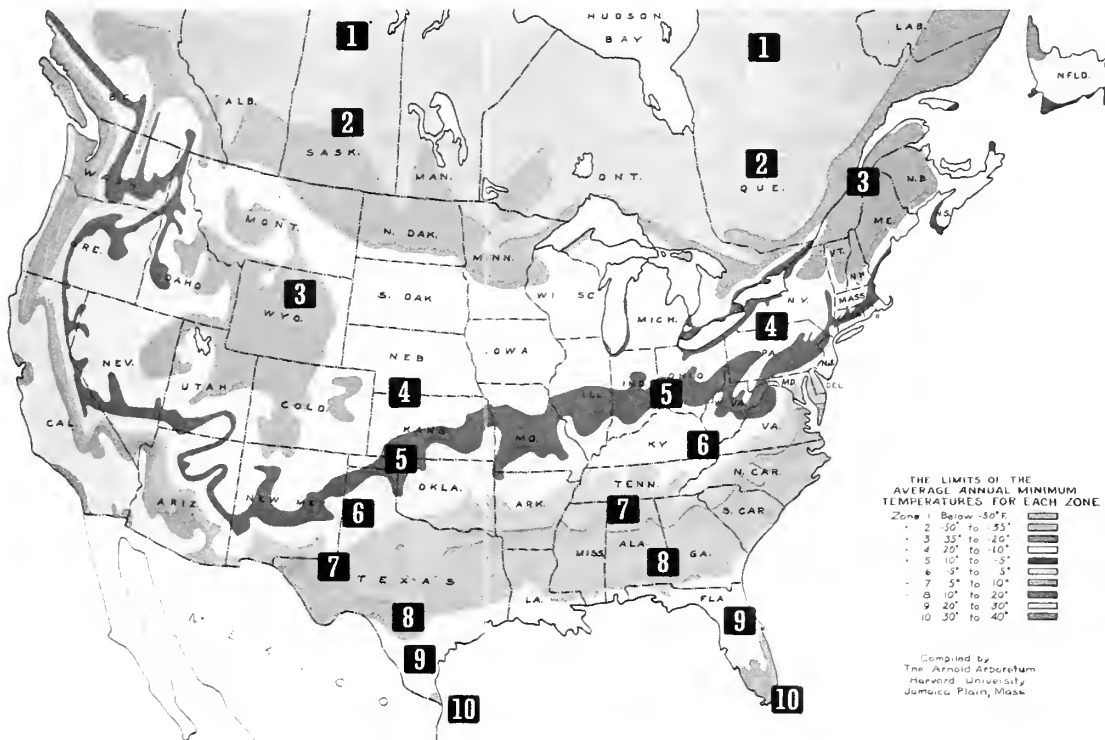 HUDSON
BAY
1
1
LAB.
NFLD.
B.C.
ALB.
2
SASK.
MAN.
ONT.
2
QUE.
3
N.B.
N.S.
ME.
WASH.
MONT.
N. DAK.
MINN.
VT.
N.H.
ORE.
IDAHO
3
WYO.
S. DAK
WISC.
MICH.
N.Y.
MASS.
4
NEV.
UTAH
COLO.
NEB
IOWA
4
ILL.
IND.
OHIO
PA.
N.J.
MD.
DEL.
CAL.
KANS.
MO.
5
W.VA.
VA.
KY
6
5
ARIZ.
NEW MEX.
6
OKLA.
ARK.
TENN.
N. CAR.
7
S. CAR.
7
TEXAS
MISS.
ALA.
8
GA.
8
LA.
FLA.
9
9
10
10
MEXICO
THE LIMITS OF THE
AVERAGE ANNUAL MINIMUM
TEMPERATURES FOR EACH ZONE
Zone 1 Below -50°F.
" 2 -50° to -35°
" 3 35° to -20°
" 4 20° to -10°
" 5 10° to -5°
" 6 -5° to 5°
" 7 5° to 10°
" 8 10° to 20°
" 9 20° to 30°
10 30° to 40°
Compiled by
The Arnold Arboretum
Harvard University
Jamaica Plain, Mass